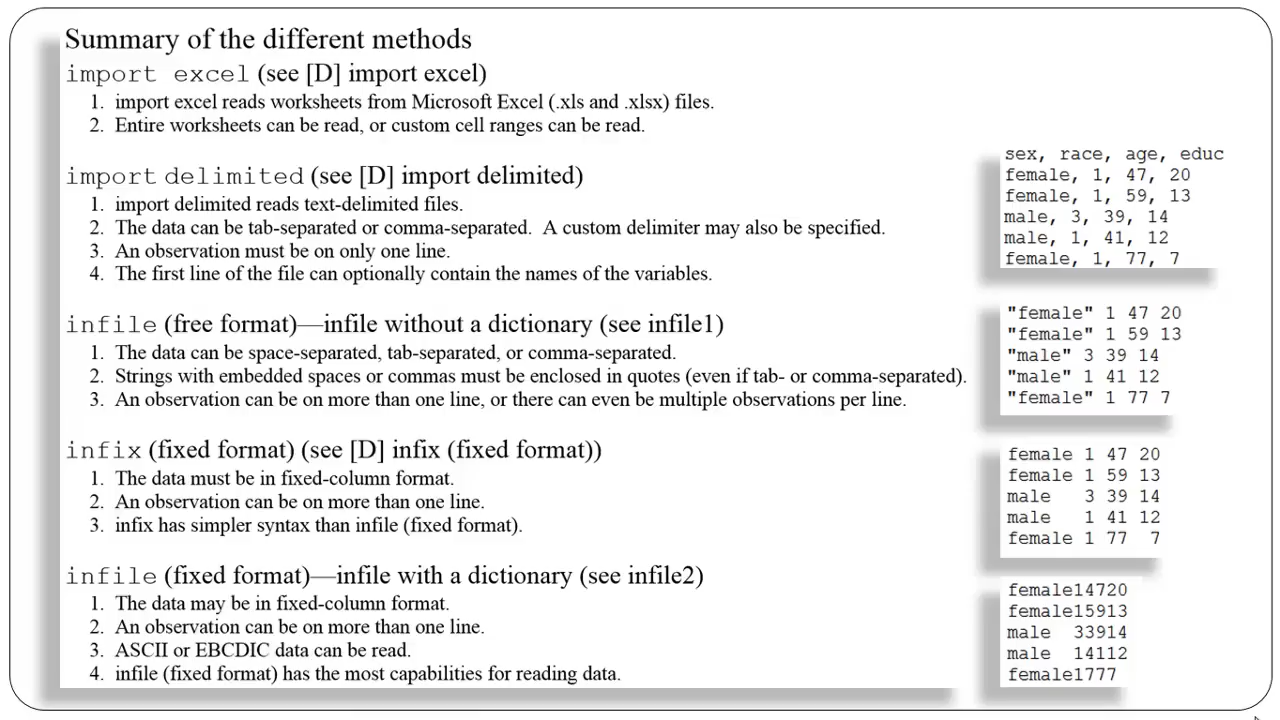 Summary of the different methods
import excel (see [D] import excel)
1. import excel reads worksheets from Microsoft Excel (.xls and .xlsx) files.
2. Entire worksheets can be read, or custom cell ranges can be read.
import delimited (see [D] import delimited)
1. import delimited reads text-delimited files.
2. The data can be tab-separated or comma-separated. A custom delimiter may also be specified.
3. An observation must be on only one line.
4. The first line of the file can optionally contain the names of the variables.
sex, race, age, educ
female, 1, 47, 20
female, 1, 59, 13
male, 3, 39, 14
male, 1, 41, 12
female, 1, 77, 7
infile (free format)—infile without a dictionary (see infile1)
1. The data can be space-separated, tab-separated, or comma-separated.
2. Strings with embedded spaces or commas must be enclosed in quotes (even if tab- or comma-separated).
3. An observation can be on more than one line, or there can even be multiple observations per line.
"female" 1 47 20
"female" 1 59 13
"male" 3 39 14
"male" 1 41 12
"female" 1 77 7
infix (fixed format) (see [D] infix (fixed format))
1. The data must be in fixed-column format.
2. An observation can be on more than one line.
3. infix has simpler syntax than infile (fixed format).
female 1 47 20
female 1 59 13
male   3 39 14
male   1 41 12
female 1 77  7
infile (fixed format)—infile with a dictionary (see infile2)
1. The data may be in fixed-column format.
2. An observation can be on more than one line.
3. ASCII or EBCDIC data can be read.
4. infile (fixed format) has the most capabilities for reading data.
female14720
female15913
male  33914
male  14112
female1777